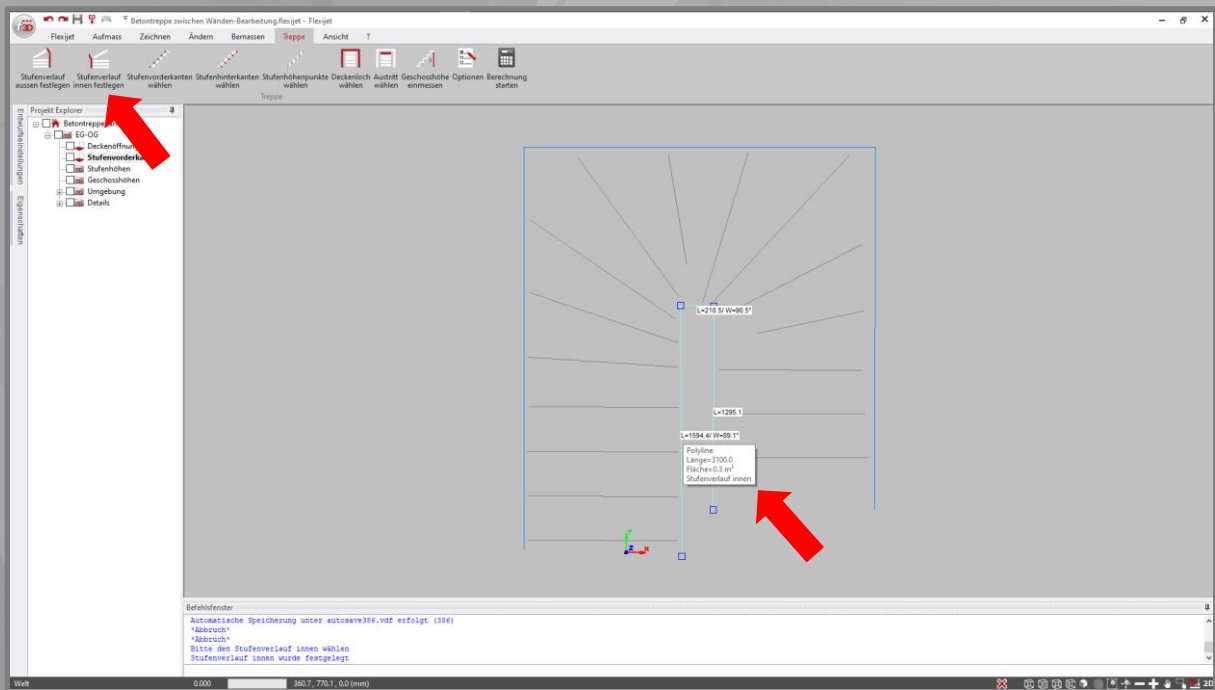 Betontreppe zwischen Wänden-Bearbeitung.flexijet - Flexijet
Flexijet Aufmass Zeichnen Ändern Bemassen Treppe Ansicht ?
Stufenverlauf aussen festlegen
Stufenverlauf innen festlegen
Stufenvorderkanten wählen
Stufenhinterkanten wählen
Stufenhöhenpunkte wählen
Deckenloch wählen
Austritt wählen
Geschosshöhe einmessen
Optionen
Berechnung starten
Treppe
Entwurfseinstellungen
Eigenschaften
Projekt Explorer
EG-OG
Stufenhöhen
Geschosshöhen
Umgebung
Details
L=210.5/ W=90.5°
L=1295.1
L=1594.4/ W=89.1°
Polyline
Länge=3100.0
Fläche=0.3 m²
Stufenverlauf innen
Y
Z X
Befehlsfenster
Automatische Speicherung unter autosave386.vdf erfolgt (386)
*Abbruch*
*Abbruch*
Bitte den Stufenverlauf innen wählen
Stufenverlauf innen wurde festgelegt
Welt 0.000 360.7 , 770.1 , 0.0 (mm) 2D